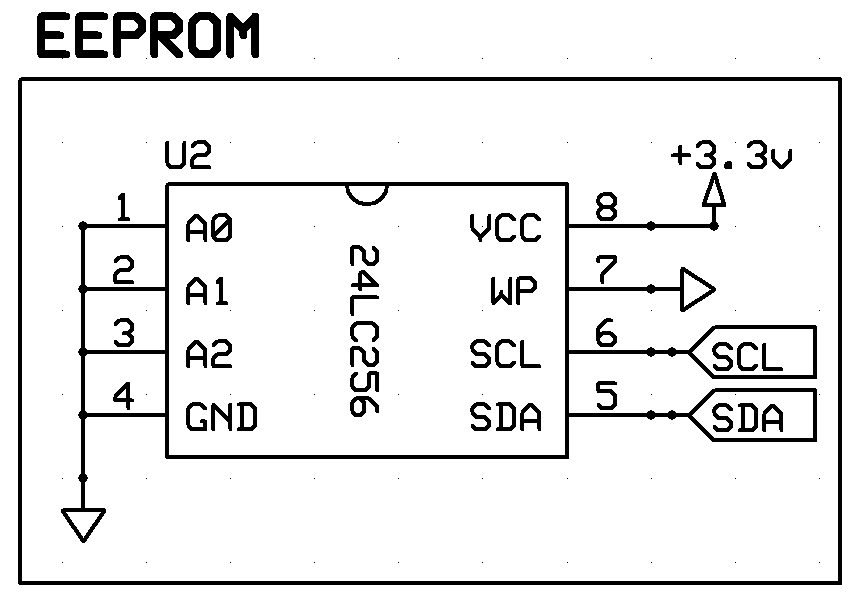 EEPROM
U2
+3.3v
1 A0 VCC 8
2 A1 WP 7
3 A2 SCL 6 SCL
4 GND SDA 5 SDA
24LC256